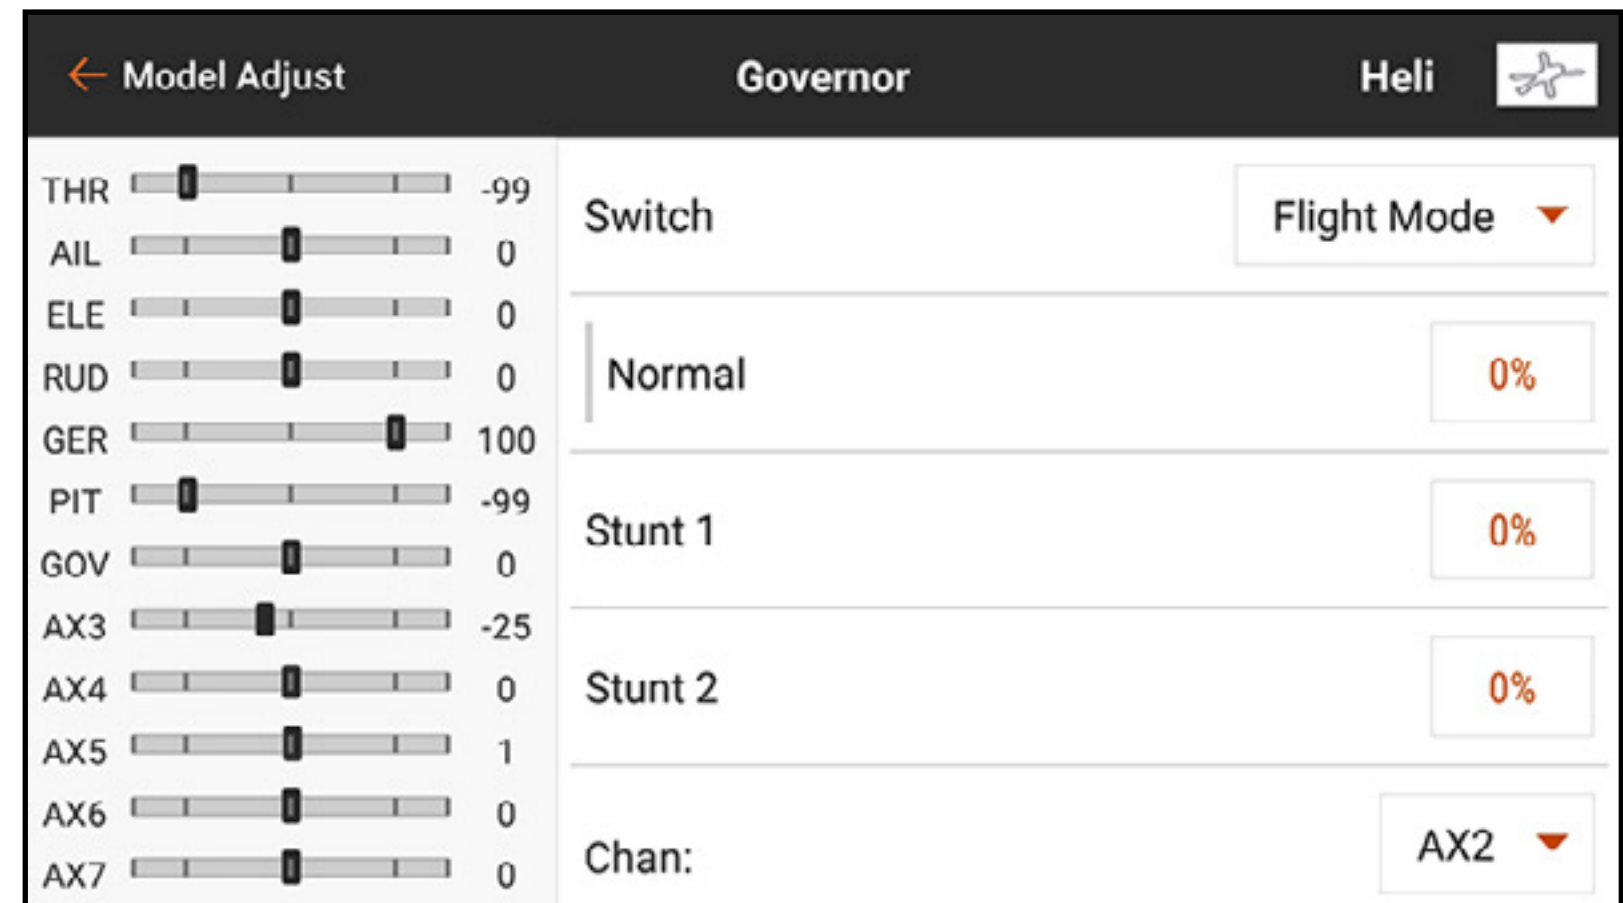 ← Model Adjust Governor Heli
THR -99
AIL 0
ELE 0
RUD 0
GER 100
PIT -99
GOV 0
AX3 -25
AX4 0
AX5 1
AX6 0
AX7 0
Switch Flight Mode
Normal 0%
Stunt 1 0%
Stunt 2 0%
Chan: AX2